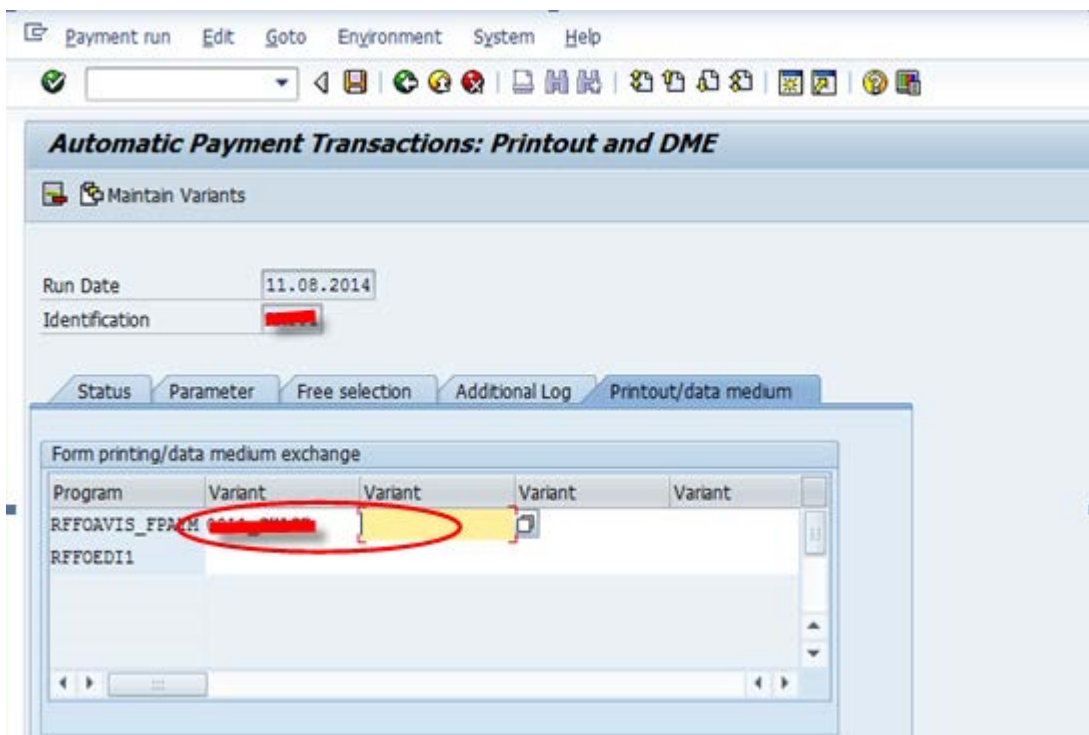 Payment run Edit Goto Environment System Help
Automatic Payment Transactions: Printout and DME
Maintain Variants
Run Date 11.08.2014
Identification
Status Parameter Free selection Additional Log Printout/data medium
Form printing/data medium exchange
Program Variant Variant Variant Variant
RFFOAVIS_FPAYM
RFFOEDI1